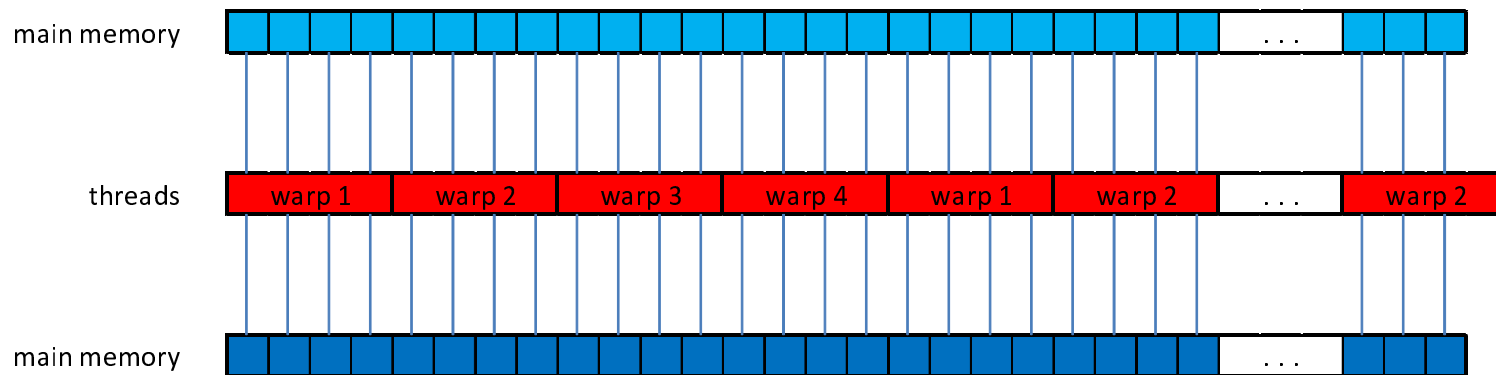 main memory . . .
threads warp 1 warp 2 warp 3 warp 4 warp 1 warp 2 . . . warp 2
main memory . . .